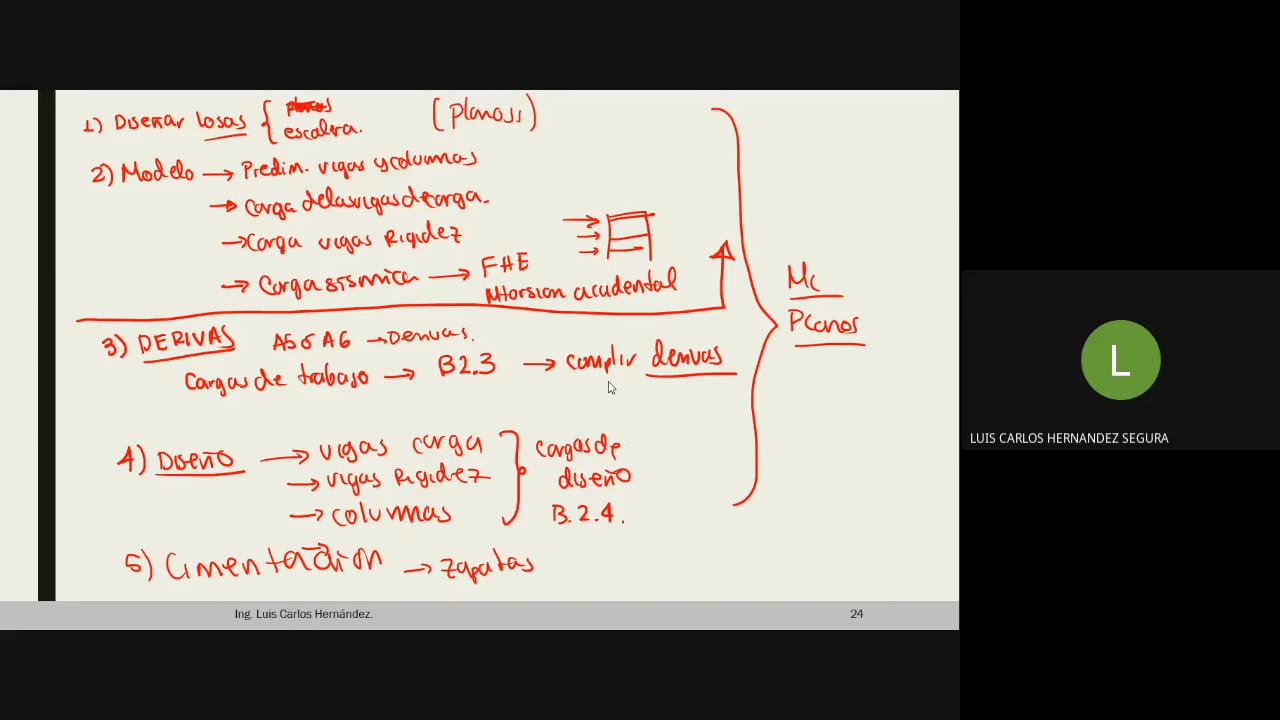 1) Diseñar losas { escalera. (Planos)
2) Modelo → Predim. vigas y columnas
→ Carga de las vigas de carga.
→ Carga vigas Rigidez
→ Carga sismica → FHE
torsion accidental
3) DERIVAS A5 o A6 → Derivas.
Cargas de trabajo → B2.3 → cumplir derivas
4) Diseño → vigas carga
→ vigas Rigidez
→ columnas
cargas de
diseño
B.2.4.
5) Cimentación → zapatas
Mc
Planos
Ing. Luis Carlos Hernández.
24
L
LUIS CARLOS HERNANDEZ SEGURA